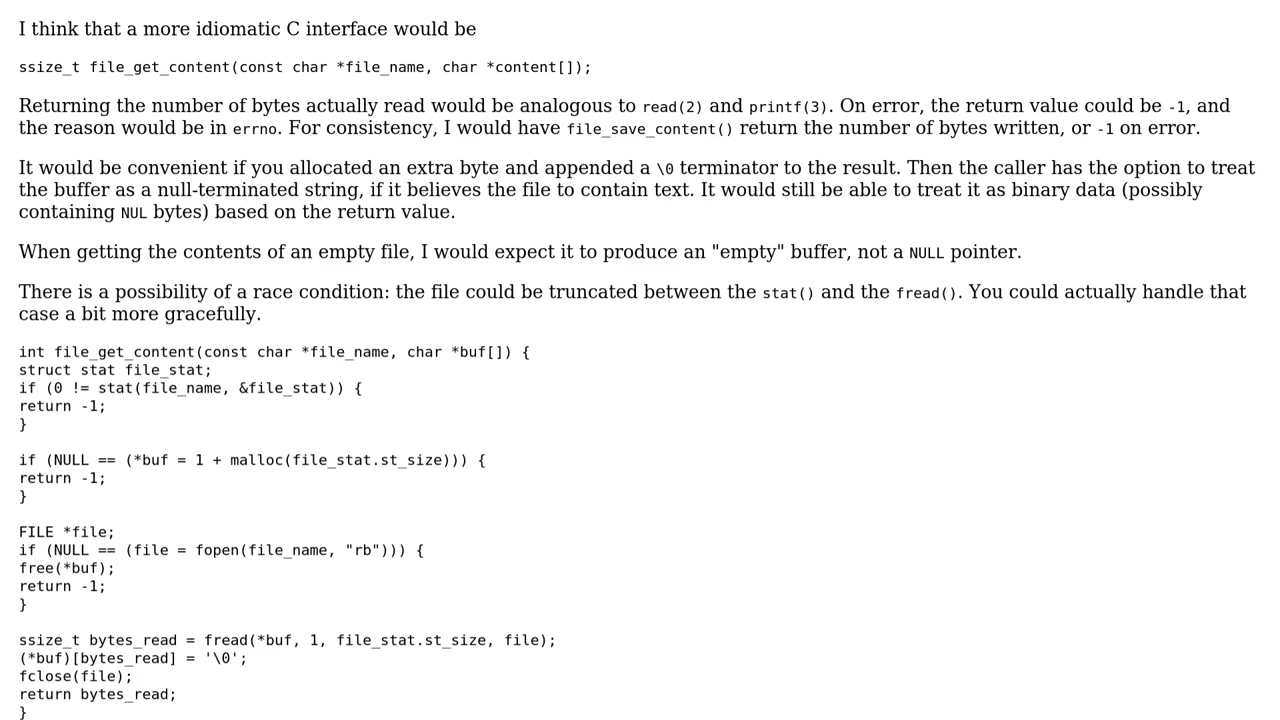 I think that a more idiomatic C interface would be
ssize_t file_get_content(const char *file_name, char *content[]);
Returning the number of bytes actually read would be analogous to read(2) and printf(3). On error, the return value could be -1, and
the reason would be in errno. For consistency, I would have file_save_content() return the number of bytes written, or -1 on error.
It would be convenient if you allocated an extra byte and appended a \0 terminator to the result. Then the caller has the option to treat
the buffer as a null-terminated string, if it believes the file to contain text. It would still be able to treat it as binary data (possibly
containing NUL bytes) based on the return value.
When getting the contents of an empty file, I would expect it to produce an "empty" buffer, not a NULL pointer.
There is a possibility of a race condition: the file could be truncated between the stat() and the fread(). You could actually handle that
case a bit more gracefully.
int file_get_content(const char *file_name, char *buf[]) {
struct stat file_stat;
if (0 != stat(file_name, &file_stat)) {
return -1;
}
if (NULL == (*buf = 1 + malloc(file_stat.st_size))) {
return -1;
}
FILE *file;
if (NULL == (file = fopen(file_name, "rb"))) {
free(*buf);
return -1;
}
ssize_t bytes_read = fread(*buf, 1, file_stat.st_size, file);
(*buf)[bytes_read] = '\0';
fclose(file);
return bytes_read;
}